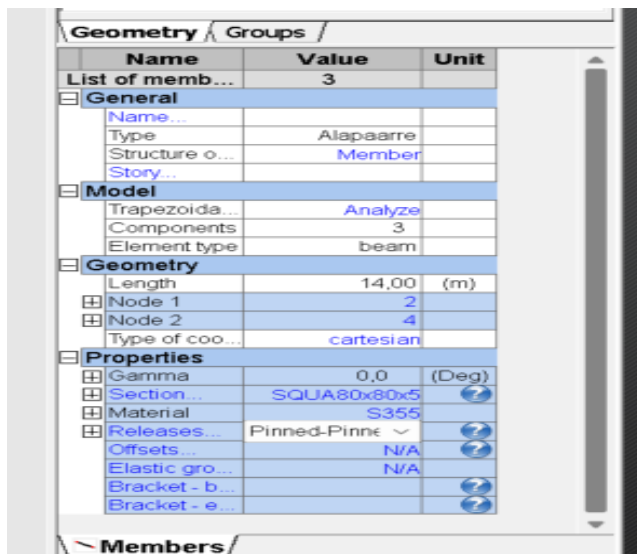 Geometry Groups
Name Value Unit
List of memb... 3
General
Name...
Type Alapaarre
Structure o... Member
Story...
Model
Trapezoida... Analyze
Components 3
Element type beam
Geometry
Length 14,00 (m)
Node 1 2
Node 2 4
Type of coo... cartesian
Properties
Gamma 0,0 (Deg)
Section... SQUA80x80x5
Material S355
Releases... Pinned-Pinne
Offsets... N/A
Elastic gro... N/A
Bracket - b...
Bracket - e...
Members